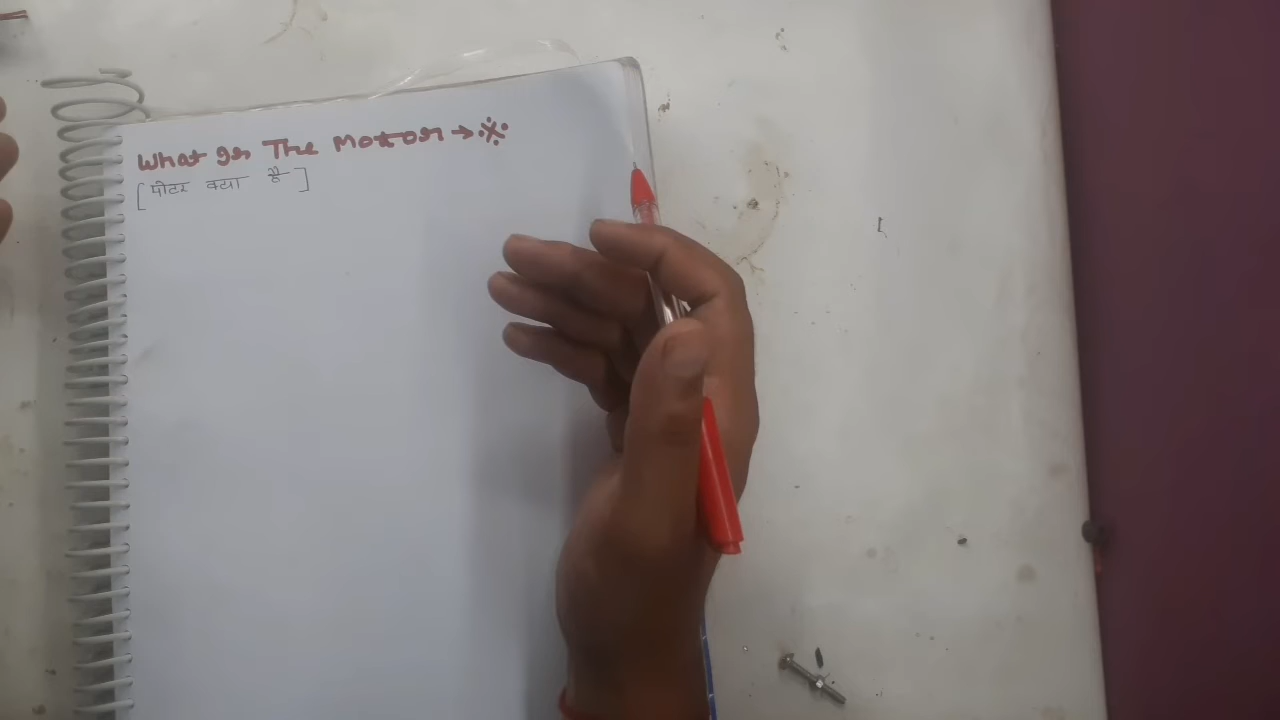 What Is The Motor → ※
[मोटर क्या है]